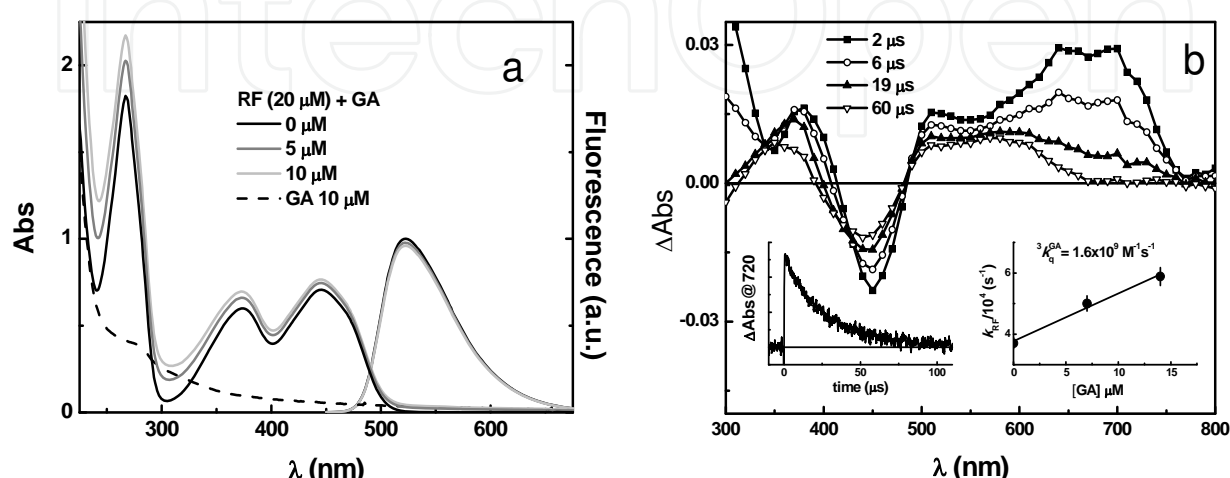 a
2
1
0
Abs
RF (20 µM) + GA
0 µM
5 µM
10 µM
GA 10 µM
Fluorescence (a.u.)
300 400 500 600
λ (nm)
b
0.03
0.00
-0.03
ΔAbs
2 µs
6 µs
19 µs
60 µs
ΔAbs@720
0 50 100
time (µs)
³k_q^GA = 1.6x10⁹ M⁻¹s⁻¹
k_RF/10⁴ (s⁻¹)
6
4
0 5 10 15
[GA] µM
300 400 500 600 700 800
λ (nm)